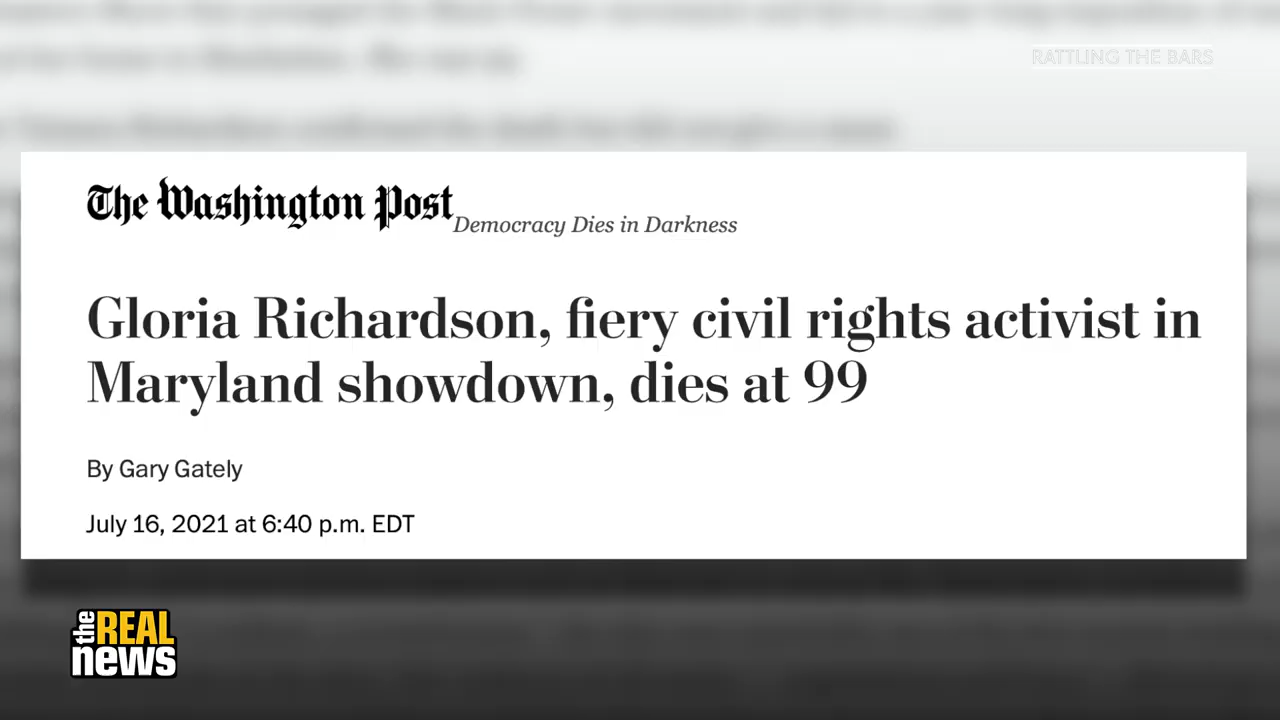 RATTLING THE BARS
The Washington Post
Democracy Dies in Darkness
Gloria Richardson, fiery civil rights activist in
Maryland showdown, dies at 99
By Gary Gately
July 16, 2021 at 6:40 p.m. EDT
the REAL
news